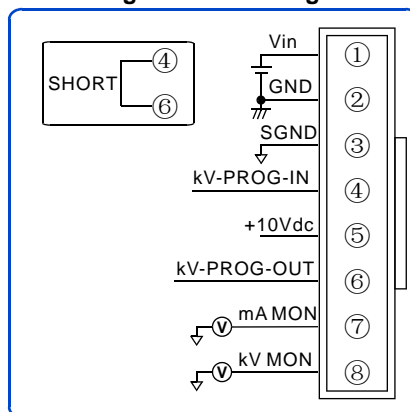 Vin
①
④
SHORT
GND
②
⑥
SGND
③
kV-PROG-IN
④
+10Vdc
⑤
kV-PROG-OUT
⑥
mA MON
V
⑦
kV MON
V
⑧